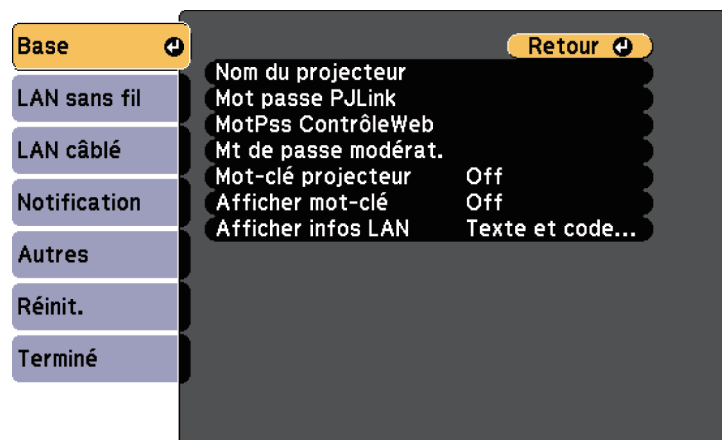 Base
LAN sans fil
LAN câblé
Notification
Autres
Réinit.
Terminé
Retour
Nom du projecteur
Mot passe PJLink
MotPss ContrôleWeb
Mt de passe modérat.
Mot-clé projecteur Off
Afficher mot-clé Off
Afficher infos LAN Texte et code...